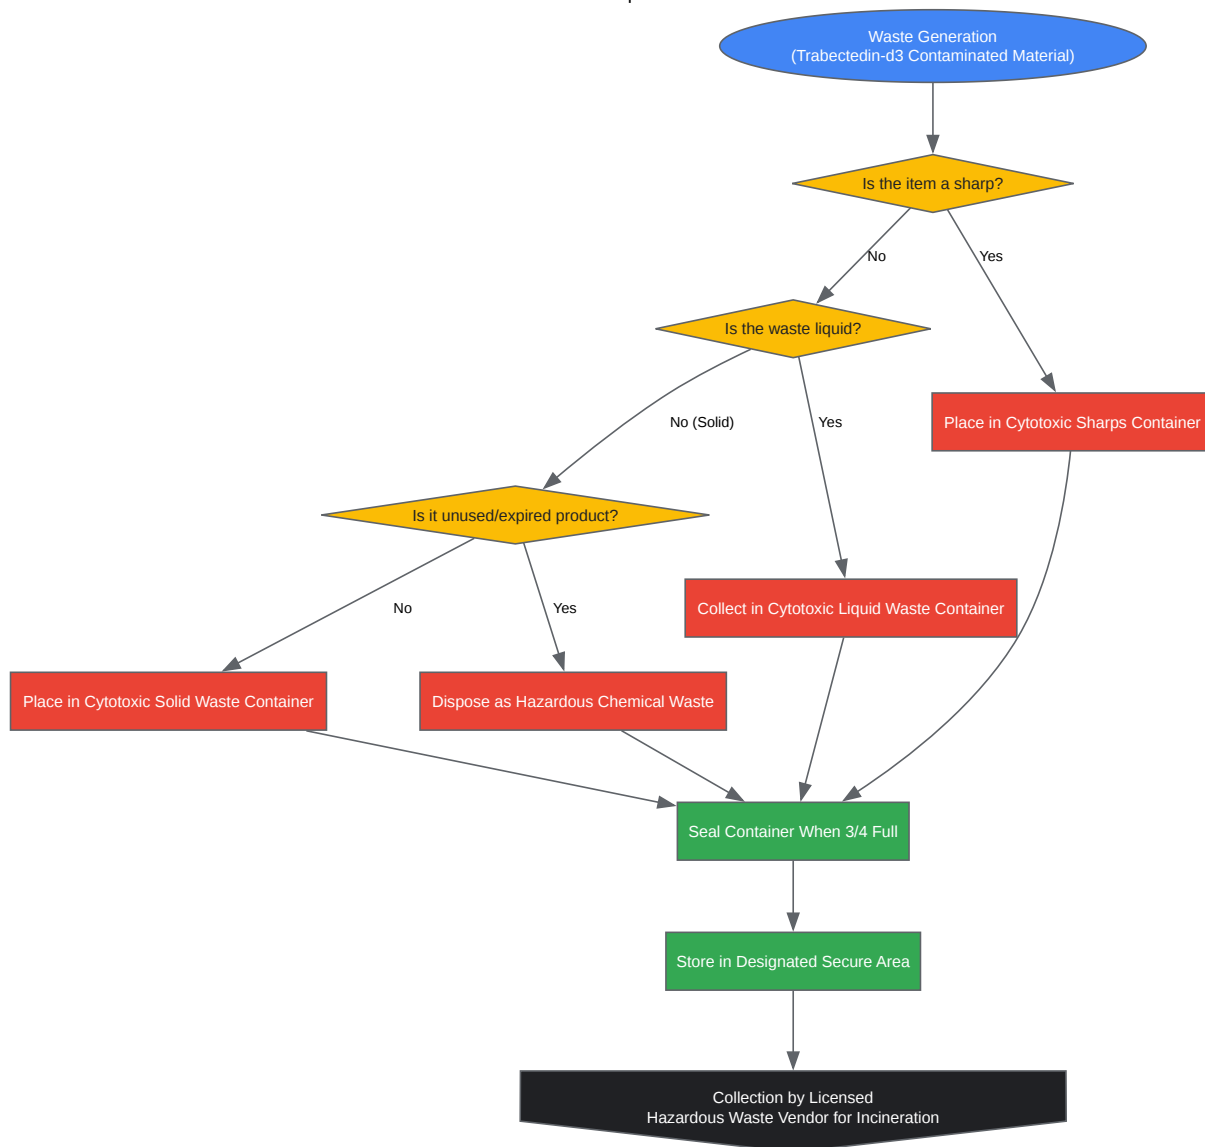 Waste Generation
(Trabectedin-d3 Contaminated Material)
Is the item a sharp?
No
Yes
Is the waste liquid?
No (Solid)
Yes
Place in Cytotoxic Sharps Container
Is it unused/expired product?
No
Yes
Collect in Cytotoxic Liquid Waste Container
Place in Cytotoxic Solid Waste Container
Dispose as Hazardous Chemical Waste
Seal Container When 3/4 Full
Store in Designated Secure Area
Collection by Licensed
Hazardous Waste Vendor for Incineration